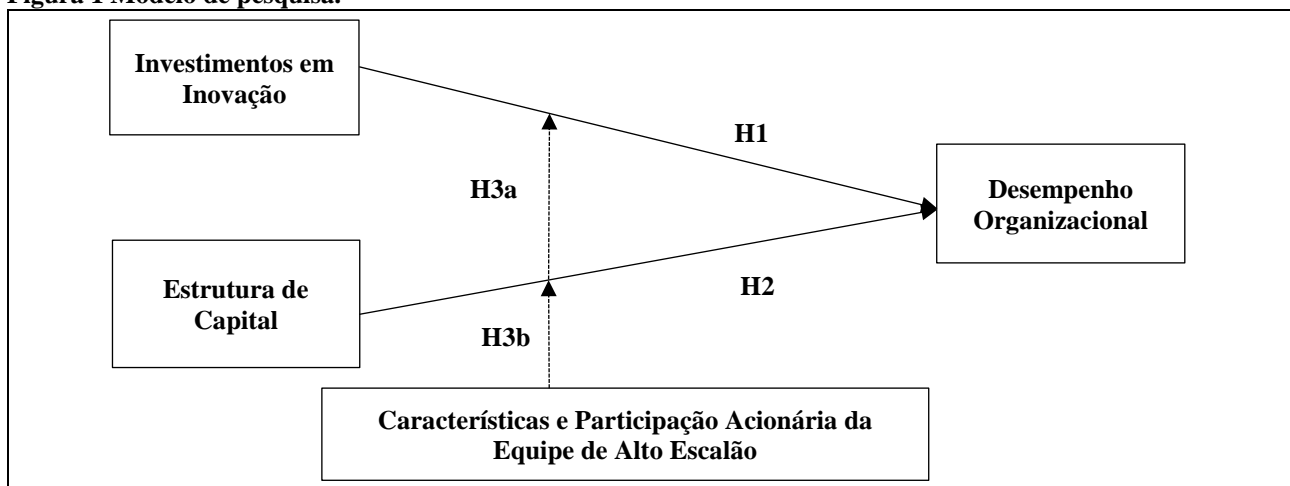 Figura 1 Modelo de pesquisa.
Investimentos em
Inovação
H1
H3a
Desempenho
Organizacional
Estrutura de
Capital
H2
H3b
Características e Participação Acionária da
Equipe de Alto Escalão